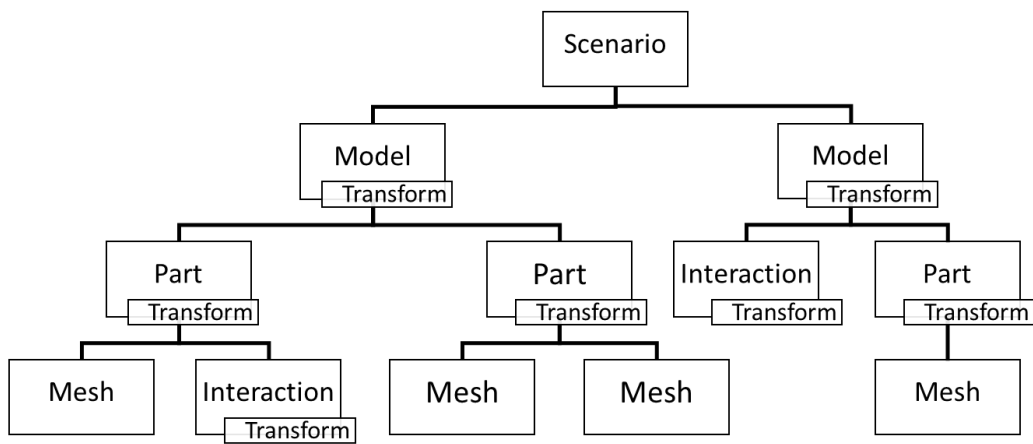 Scenario
Model
Transform
Model
Transform
Part
Transform
Part
Transform
Interaction
Transform
Part
Transform
Mesh
Interaction
Transform
Mesh
Mesh
Mesh